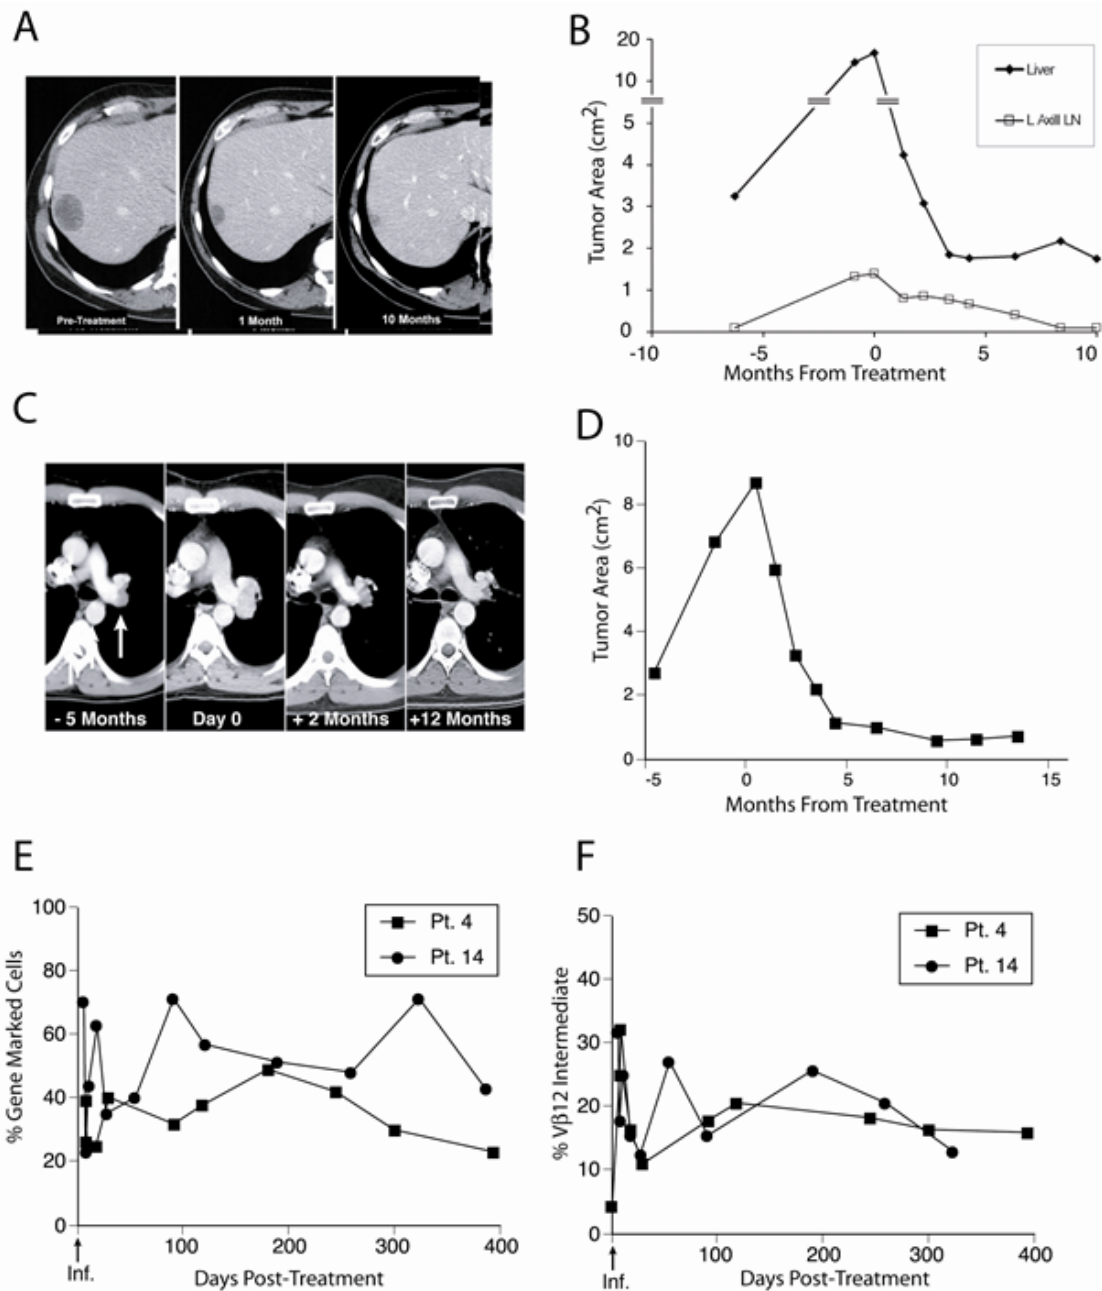 A
Pre-Treatment
1 Month
10 Months
B
Tumor Area (cm2)
20
10
5
4
3
2
1
0
-10
-5
0
5
10
Months From Treatment
Liver
L Axill LN
C
- 5 Months
Day 0
+ 2 Months
+12 Months
D
Tumor Area (cm2)
10
8
6
4
2
0
-5
0
5
10
15
Months From Treatment
E
% Gene Marked Cells
100
80
60
40
20
0
100
200
300
400
Inf.
Days Post-Treatment
Pt. 4
Pt. 14
F
% Vβ12 Intermediate
50
40
30
20
10
0
100
200
300
400
Inf.
Days Post-Treatment
Pt. 4
Pt. 14